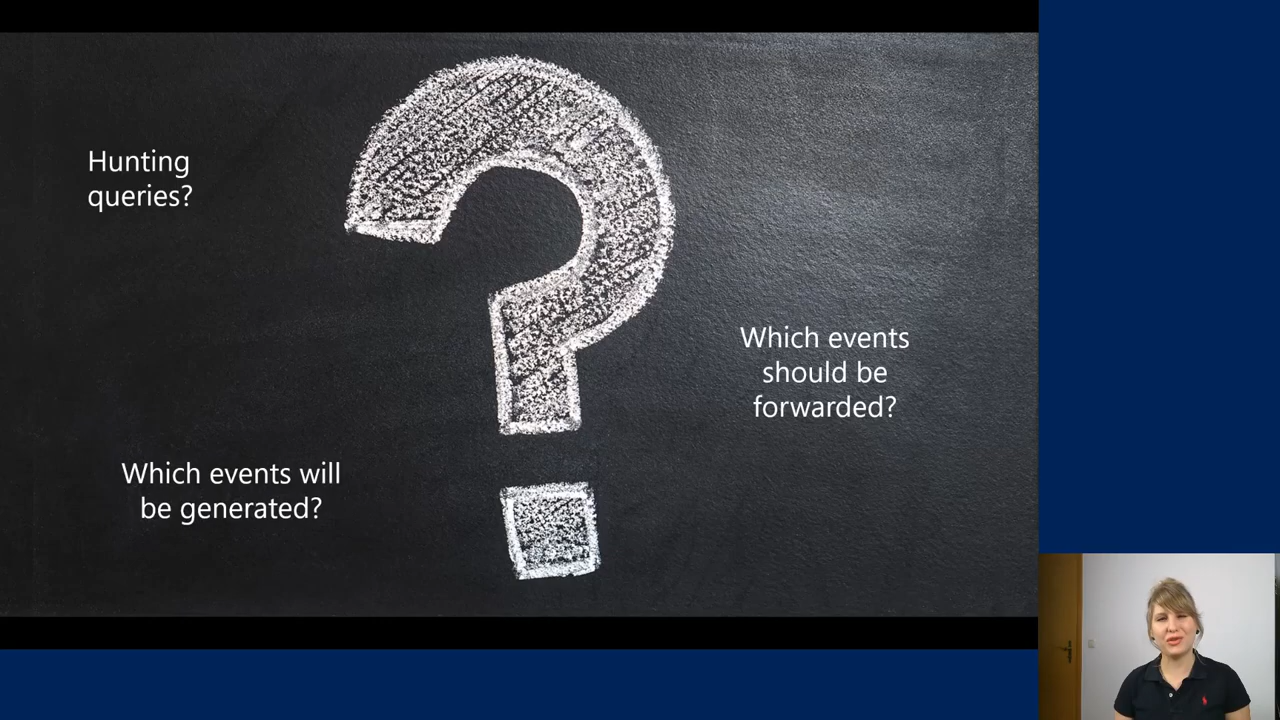 Hunting
queries?
Which events
should be
forwarded?
Which events will
be generated?